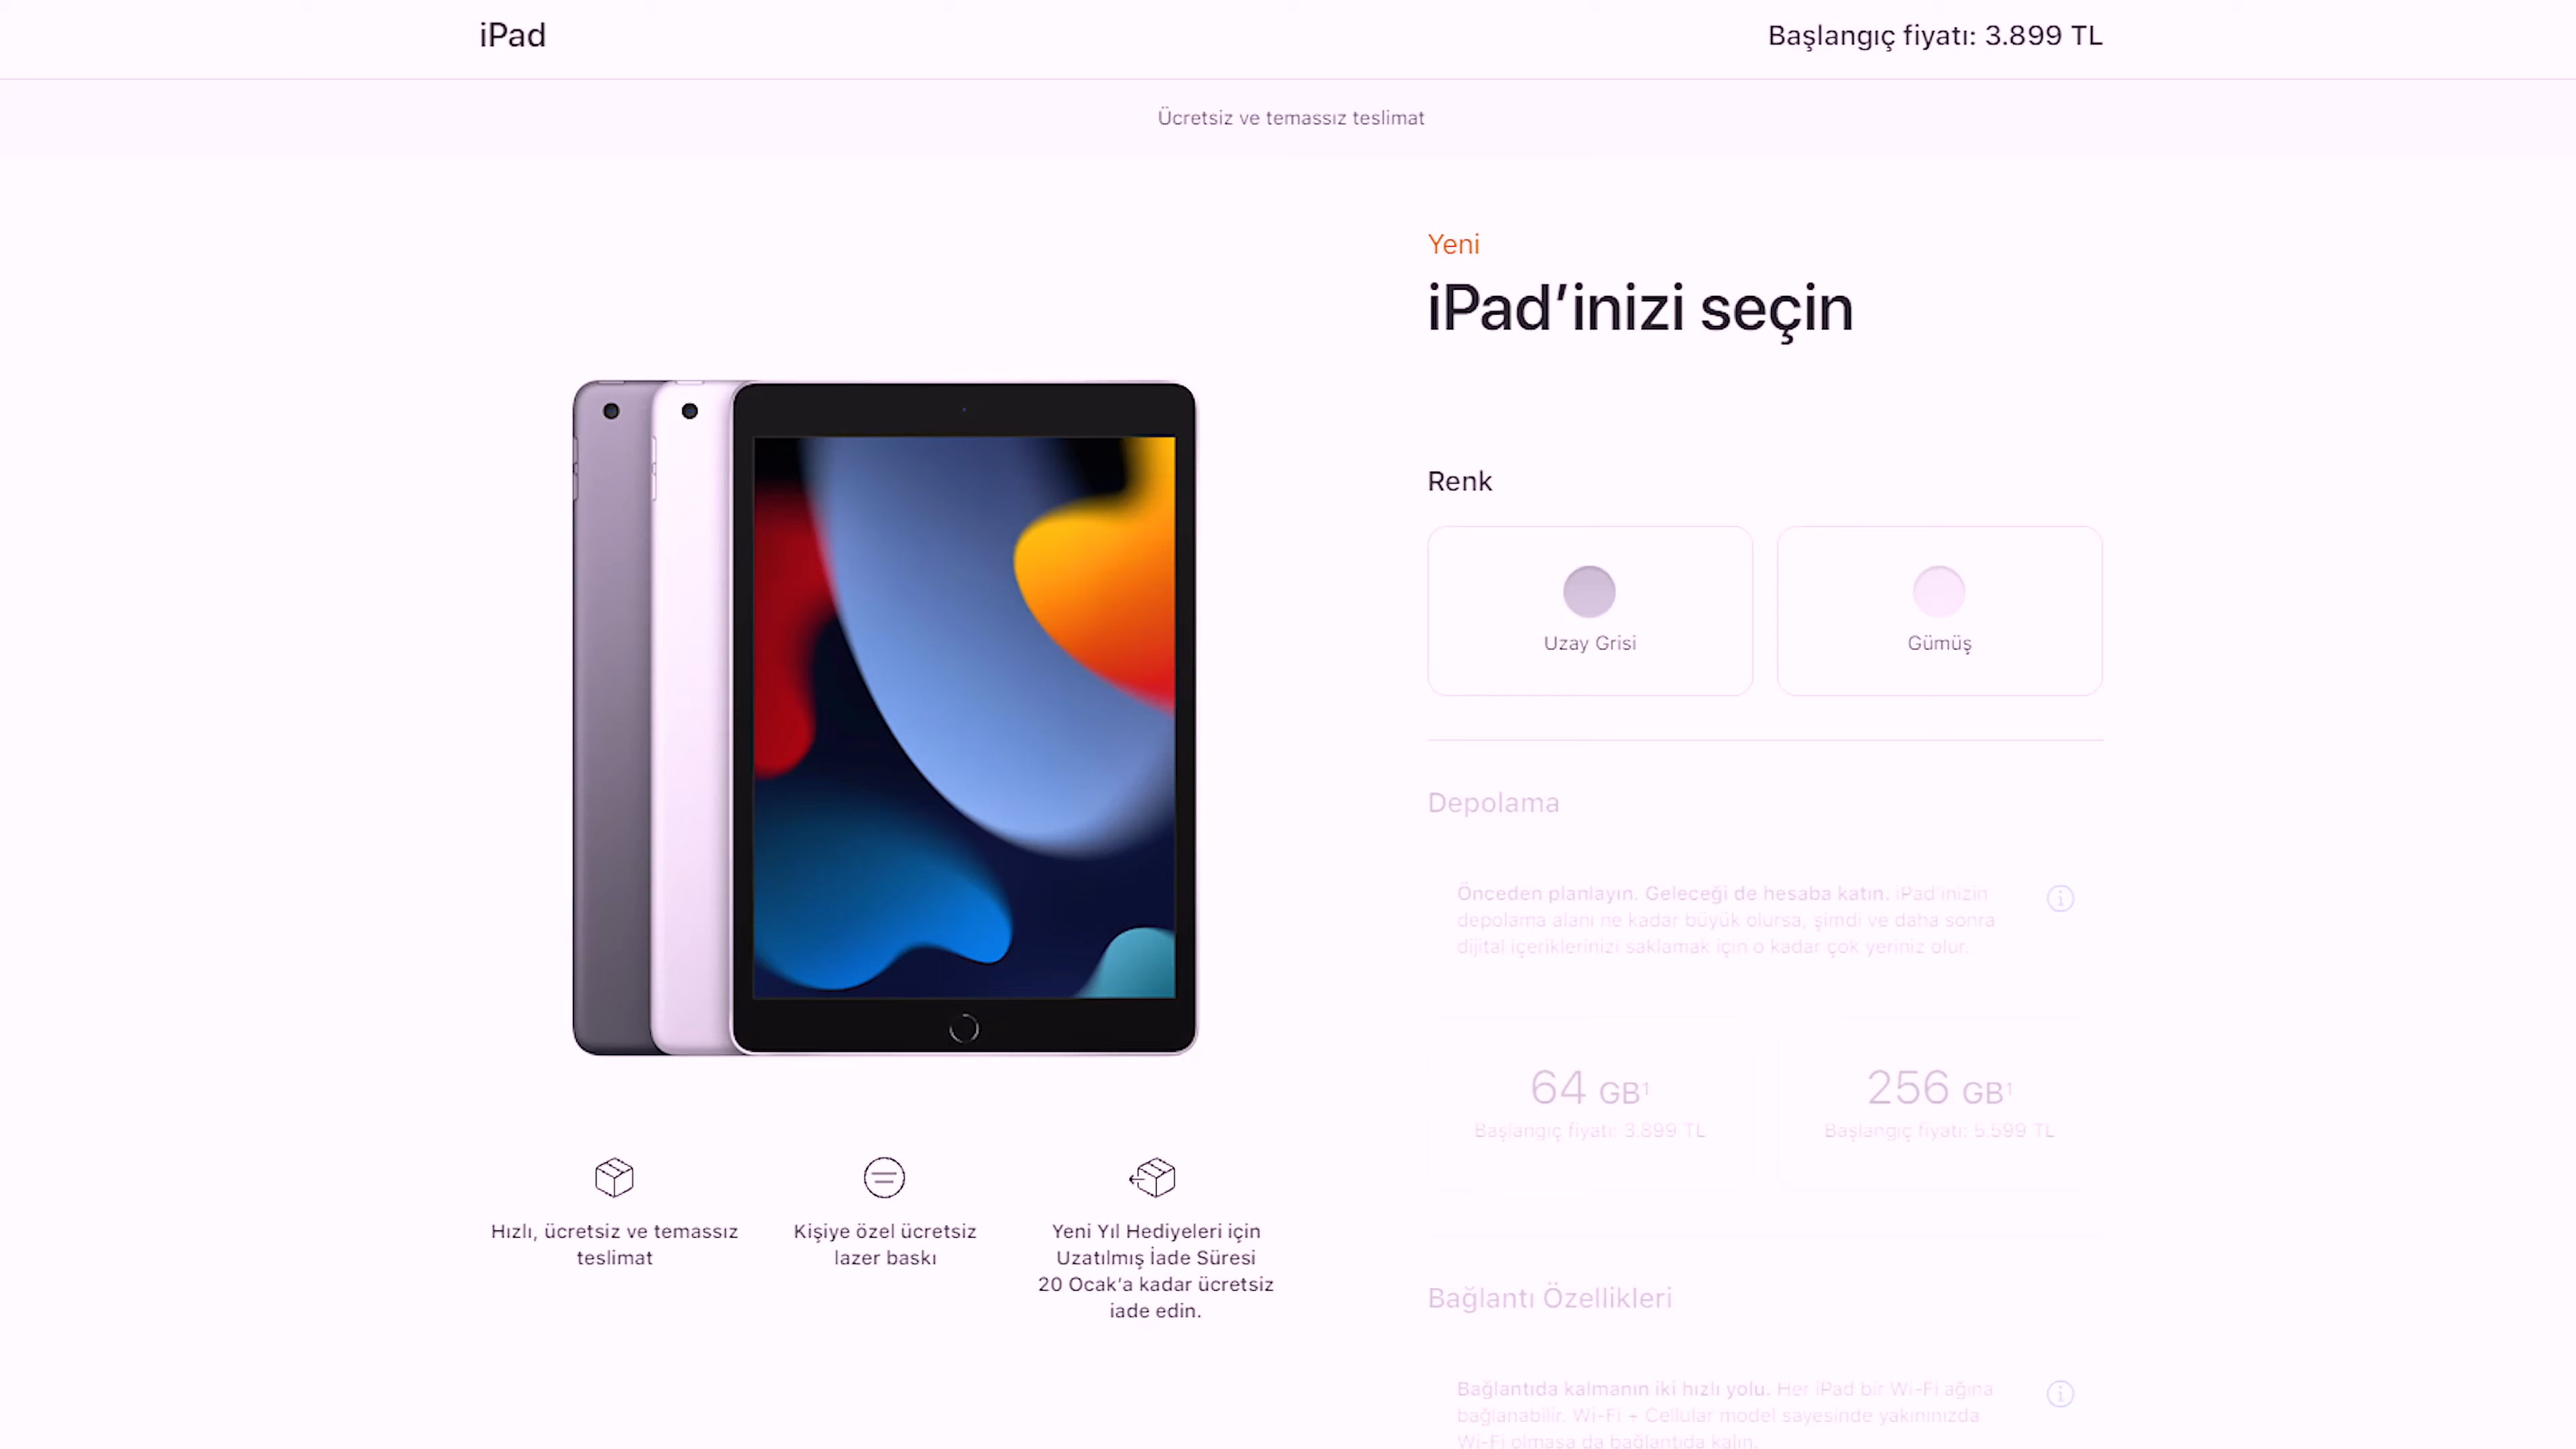 iPad
Başlangıç fiyatı: 3.899 TL
Ücretsiz ve temassız teslimat
Yeni
iPad’inizi seçin
Renk
Uzay Grisi
Gümüş
Depolama
Önceden planlayın. Geleceği de hesaba katın. iPad’inizin
depolama alanı ne kadar büyük olursa, şimdi ve daha sonra
dijital içeriklerinizi saklamak için o kadar çok yeriniz olur.
64 GB¹
Başlangıç fiyatı: 3.899 TL
256 GB¹
Başlangıç fiyatı: 5.599 TL
Bağlantı Özellikleri
Bağlantıda kalmanın iki hızlı yolu. Her iPad bir Wi-Fi ağına
bağlanabilir. Wi-Fi + Cellular model sayesinde yakınınızda
Wi-Fi olmasa da bağlantıda kalın.
Hızlı, ücretsiz ve temassız
teslimat
Kişiye özel ücretsiz
lazer baskı
Yeni Yıl Hediyeleri için
Uzatılmış İade Süresi
20 Ocak’a kadar ücretsiz
iade edin.